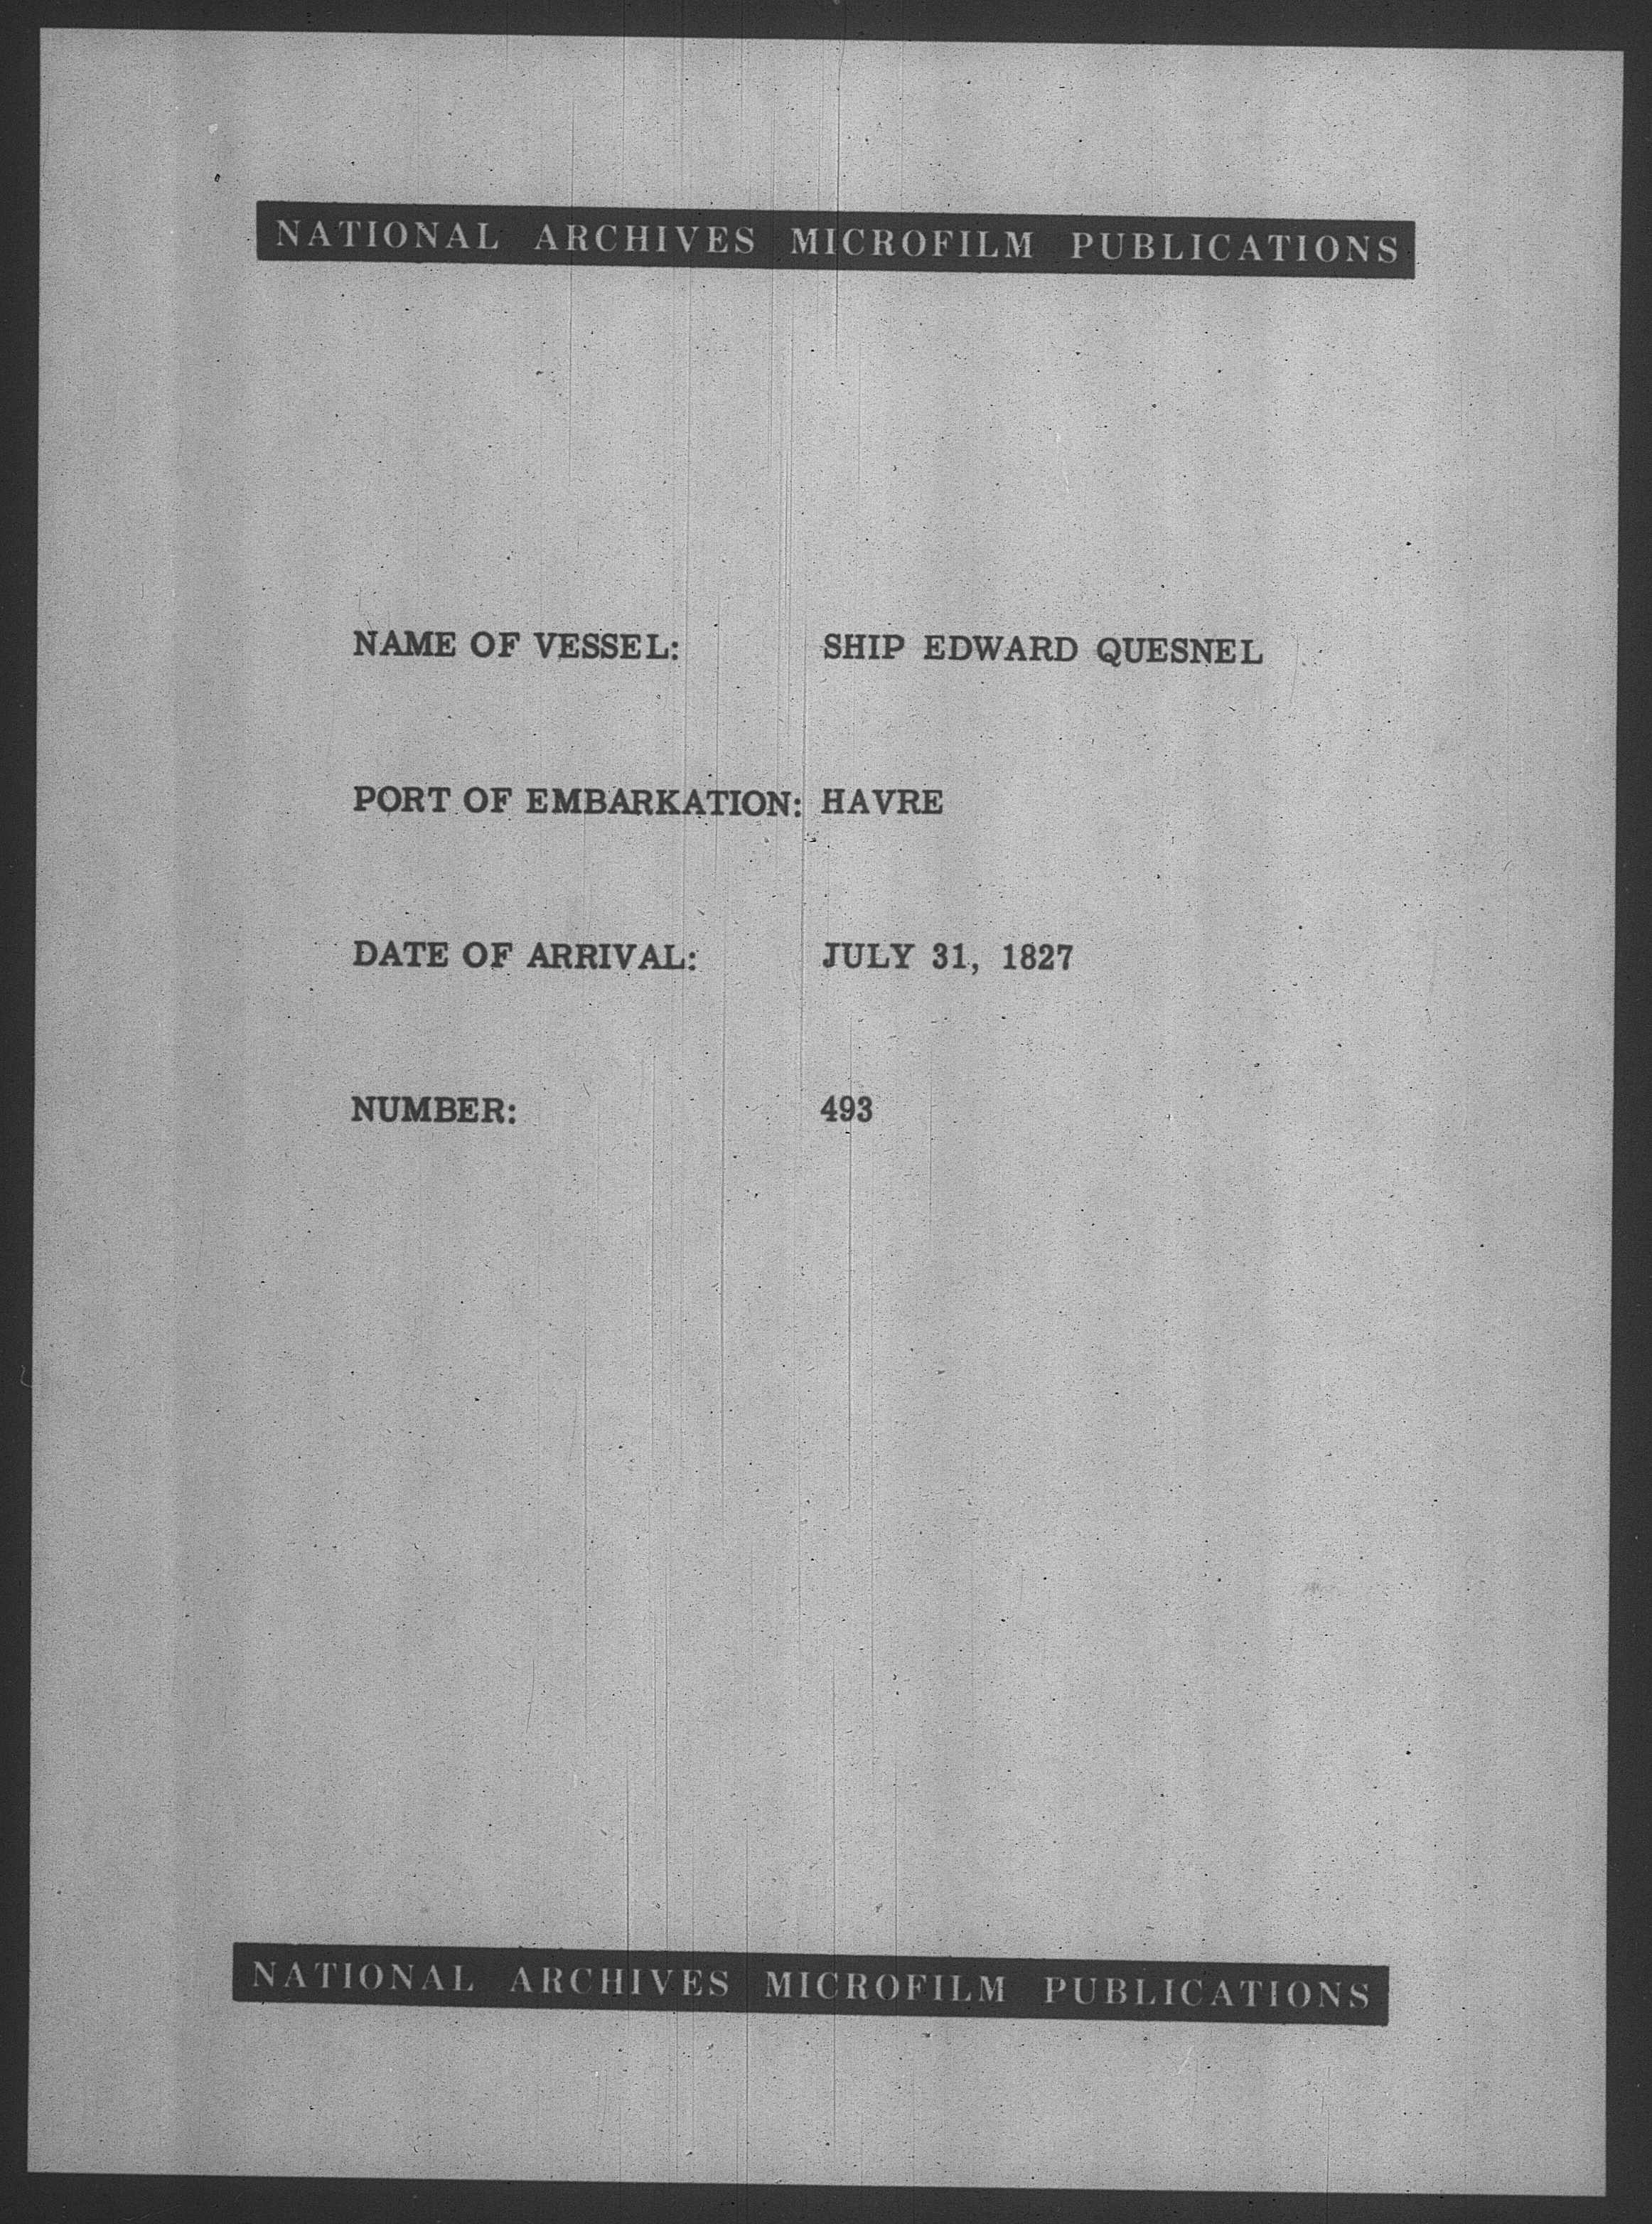 NATIONAL ARCHIVES MICROFILM PUBLICATIONS
NAME OF VESSEL: SHIP EDWARD QUESNEL
PORT OF EMBARKATION: HAVRE
DATE OF ARRIVAL: JULY 31, 1827
NUMBER: 493
NATIONAL ARCHIVES MICROFILM PUBLICATIONS